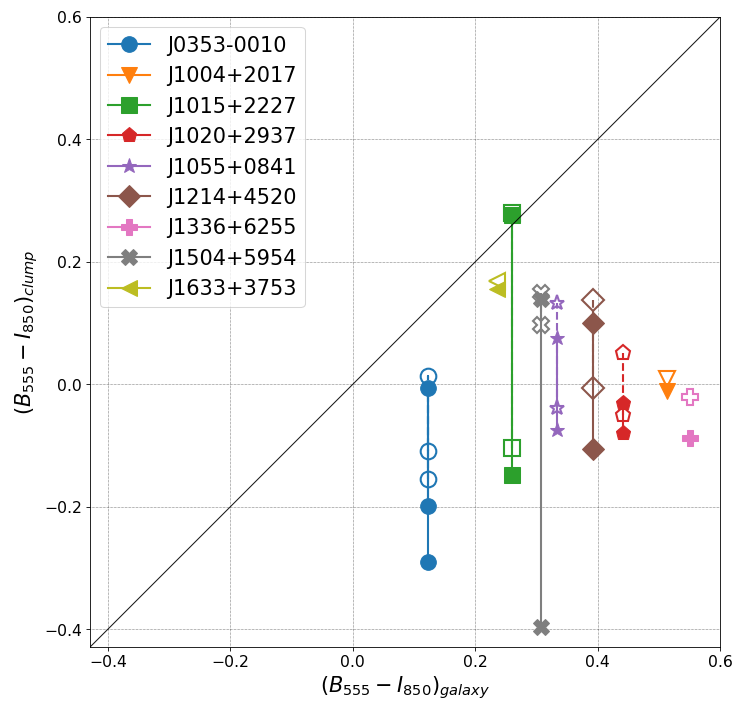 0.6
0.4
0.2
0.0
−0.2
−0.4
(B555 − I850)clump
J0353-0010
J1004+2017
J1015+2227
J1020+2937
J1055+0841
J1214+4520
J1336+6255
J1504+5954
J1633+3753
−0.4 −0.2 0.0 0.2 0.4 0.6
(B555 − I850)galaxy